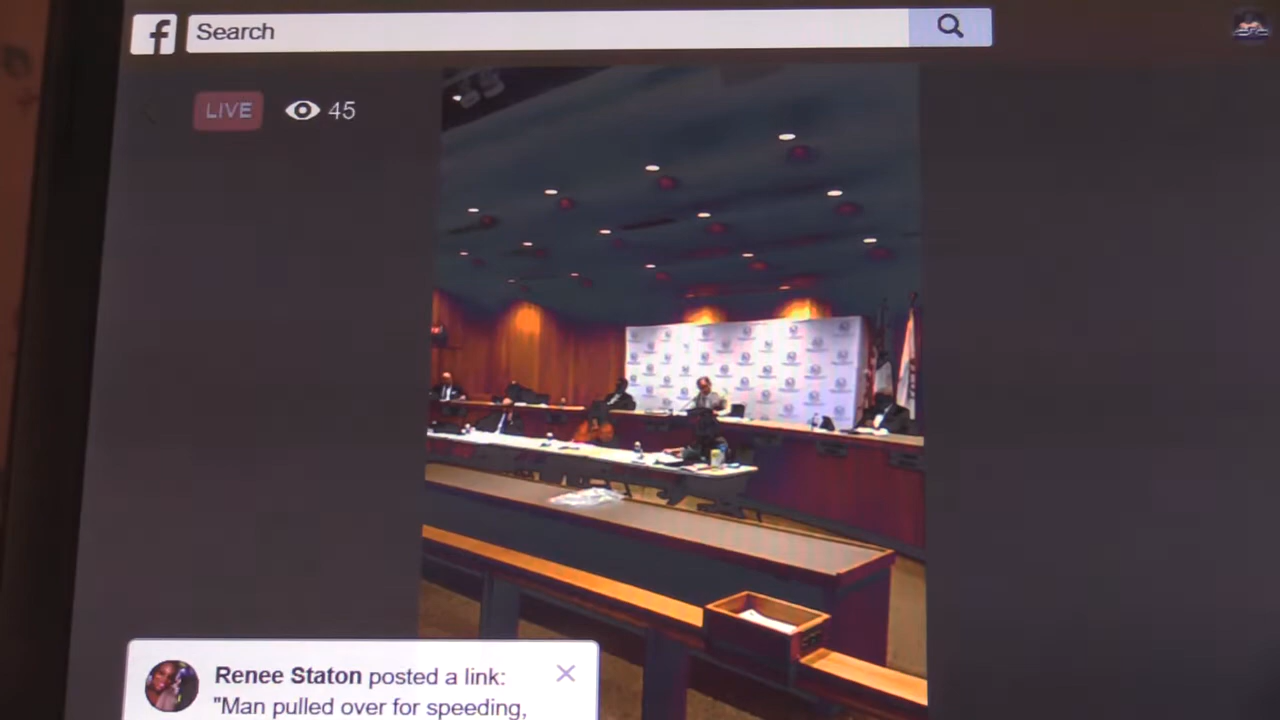 f
Search
LIVE
45
Renee Staton posted a link:
"Man pulled over for speeding,